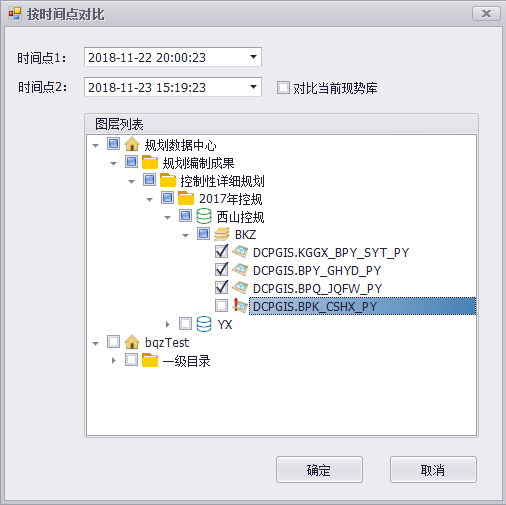 按时间点对比
时间点1： 2018-11-22 20:00:23
时间点2： 2018-11-23 15:19:23 对比当前现势库
图层列表
规划数据中心
规划编制成果
控制性详细规划
2017年控规
西山控规
BKZ
DCPGIS.KGGX_BPY_SYT_PY
DCPGIS.BPY_GHYD_PY
DCPGIS.BPQ_JQFW_PY
DCPGIS.BPK_CSHX_PY
YX
bqzTest
一级目录
确定 取消